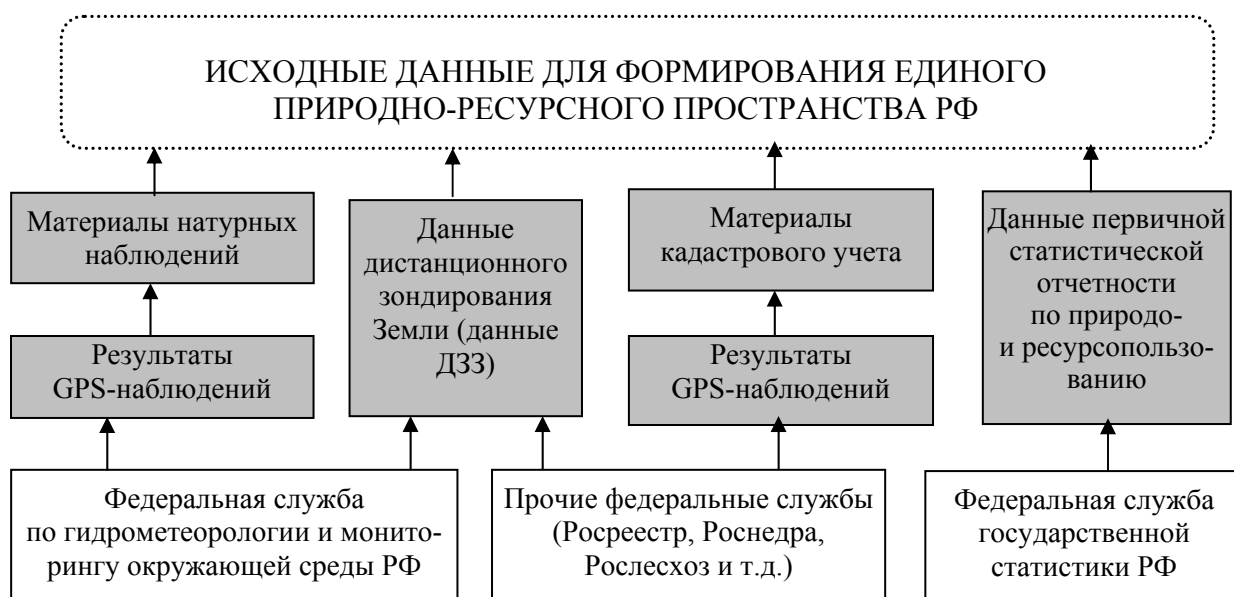 ИСХОДНЫЕ ДАННЫЕ ДЛЯ ФОРМИРОВАНИЯ ЕДИНОГО
ПРИРОДНО-РЕСУРСНОГО ПРОСТРАНСТВА РФ
Материалы натурных
наблюдений
Данные
дистанционного
зондирования
Земли (данные
ДЗЗ)
Материалы
кадастрового учета
Данные первичной
статистической
отчетности
по природо-
и ресурсопользо-
ванию
Результаты
GPS-наблюдений
Результаты
GPS-наблюдений
Федеральная служба
по гидрометеорологии и монито-
рингу окружающей среды РФ
Прочие федеральные службы
(Росреестр, Роснедра,
Рослесхоз и т.д.)
Федеральная служба
государственной
статистики РФ